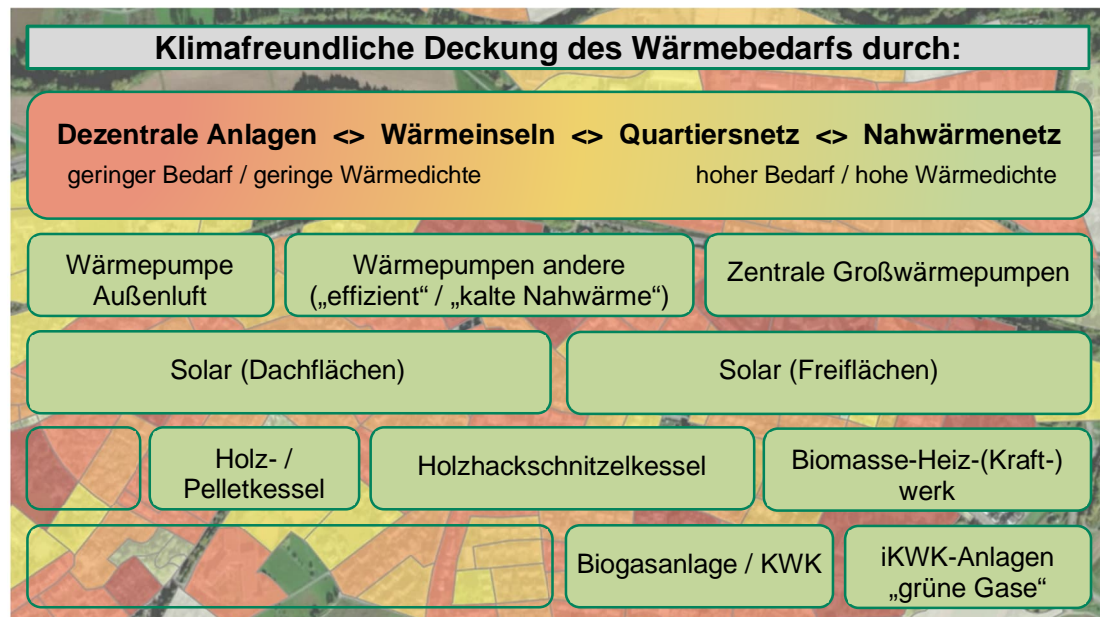 Klimafreundliche Deckung des Wärmebedarfs durch:
Dezentrale Anlagen <> Wärmeinseln <> Quartiersnetz <> Nahwärmenetz
geringer Bedarf / geringe Wärmedichte
hoher Bedarf / hohe Wärmedichte
Wärmepumpe
Außenluft
Wärmepumpen andere
(„effizient“ / „kalte Nahwärme“)
Zentrale Großwärmepumpen
Solar (Dachflächen)
Solar (Freiflächen)
Holz- /
Pelletkessel
Holzhackschnitzelkessel
Biomasse-Heiz-(Kraft-)
werk
Biogasanlage / KWK
iKWK-Anlagen
„grüne Gase“